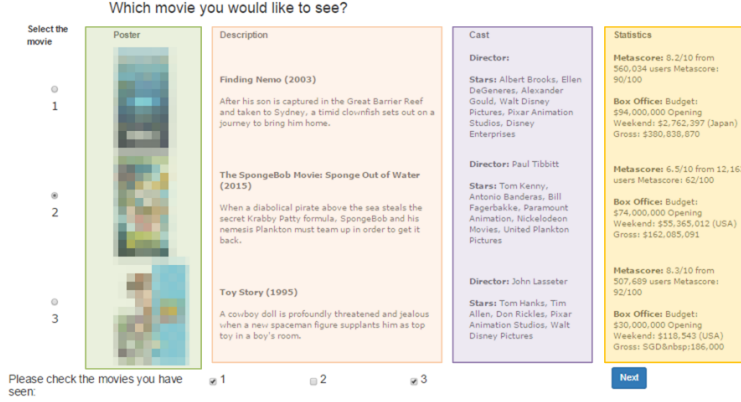 Which movie you would like to see?
Select the
movie
Poster
Description
Cast
Statistics
1
Finding Nemo (2003)
After his son is captured in the Great Barrier Reef
and taken to Sydney, a timid clownfish sets out on a
journey to bring him home.
Director:
Stars: Albert Brooks, Ellen
DeGeneres, Alexander
Gould, Walt Disney
Pictures, Pixar Animation
Studios, Disney
Enterprises
Metascore: 8.2/10 from
560,034 users Metascore:
90/100
Box Office: Budget:
$94,000,000 Opening
Weekend: $2,762,397 (Japan)
Gross: $380,838,870
2
The SpongeBob Movie: Sponge Out of Water
(2015)
When a diabolical pirate above the sea steals the
secret Krabby Patty formula, SpongeBob and his
nemesis Plankton must team up in order to get it
back.
Director: Paul Tibbitt
Stars: Tom Kenny,
Antonio Banderas, Bill
Fagerbakke, Paramount
Animation, Nickelodeon
Movies, United Plankton
Pictures
Metascore: 6.5/10 from 12,16
users Metascore: 62/100
Box Office: Budget:
$74,000,000 Opening
Weekend: $55,365,012 (USA)
Gross: $162,085,091
3
Toy Story (1995)
A cowboy doll is profoundly threatened and jealous
when a new spaceman figure supplants him as top
toy in a boy's room.
Director: John Lasseter
Stars: Tom Hanks, Tim
Allen, Don Rickles, Pixar
Animation Studios, Walt
Disney Pictures
Metascore: 8.3/10 from
507,689 users Metascore:
92/100
Box Office: Budget:
$30,000,000 Opening
Weekend: $118,543 (USA)
Gross: SGD&nbsp;186,000
Please check the movies you have
seen:
1
2
3
Next